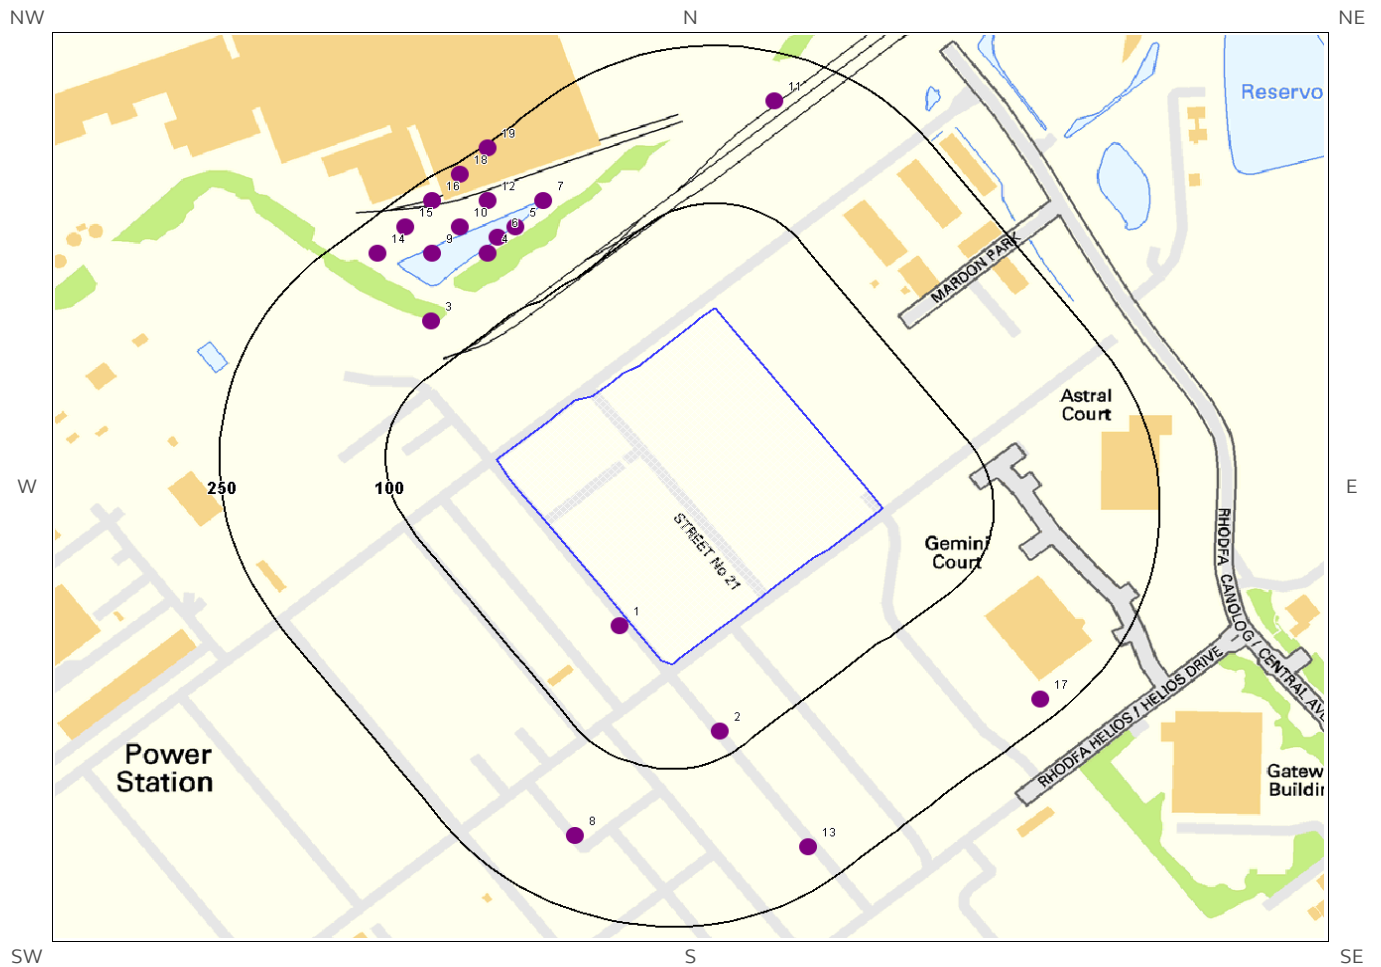 NW
N
NE
11
Reservo
19
18
16
12
7
15
10
5
6
14
9
4
MARDON PARK
3
Astral
Court
W
250
100
E
STREET No 21
Gemini
Court
RHODFA CANOLOG / CENTRAL AVE
1
RHODFA HELIOS / HELIOS DRIVE
17
2
Power
Station
Gatew
Buildin
8
13
SW
S
SE